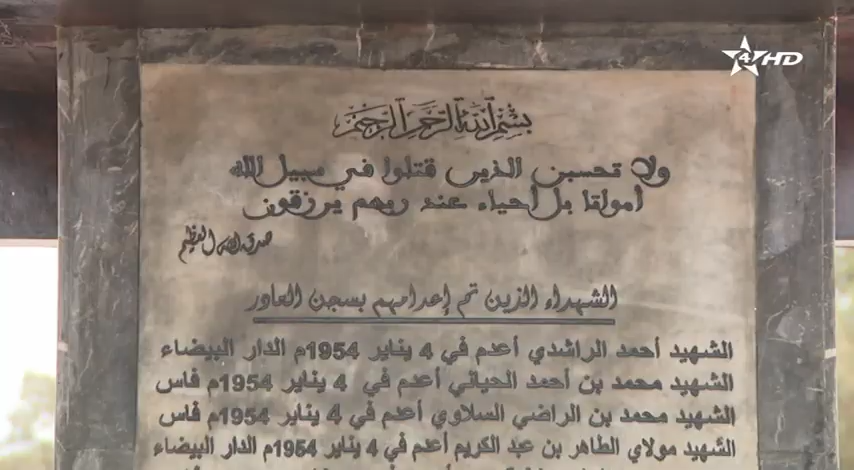 4 HD
بسم الله الرحمن الرحيم
ولا تحسبن الذين قتلوا في سبيل الله
أمواتا بل أحياء عند ربهم يرزقون
صدق الله العظيم
الشهداء الذين تم إعدامهم بسجن العادر
الشهيد أحمد الراشدي أعدم في 4 يناير 1954م الدار البيضاء
الشهيد محمد بن أحمد الحياني أعدم في 4 يناير 1954م فاس
الشهيد محمد بن الراضي السلاوي أعدم في 4 يناير 1954م فاس
الشهيد مولاي الطاهر بن عبد الكريم أعدم في 4 يناير 1954م الدار البيضاء